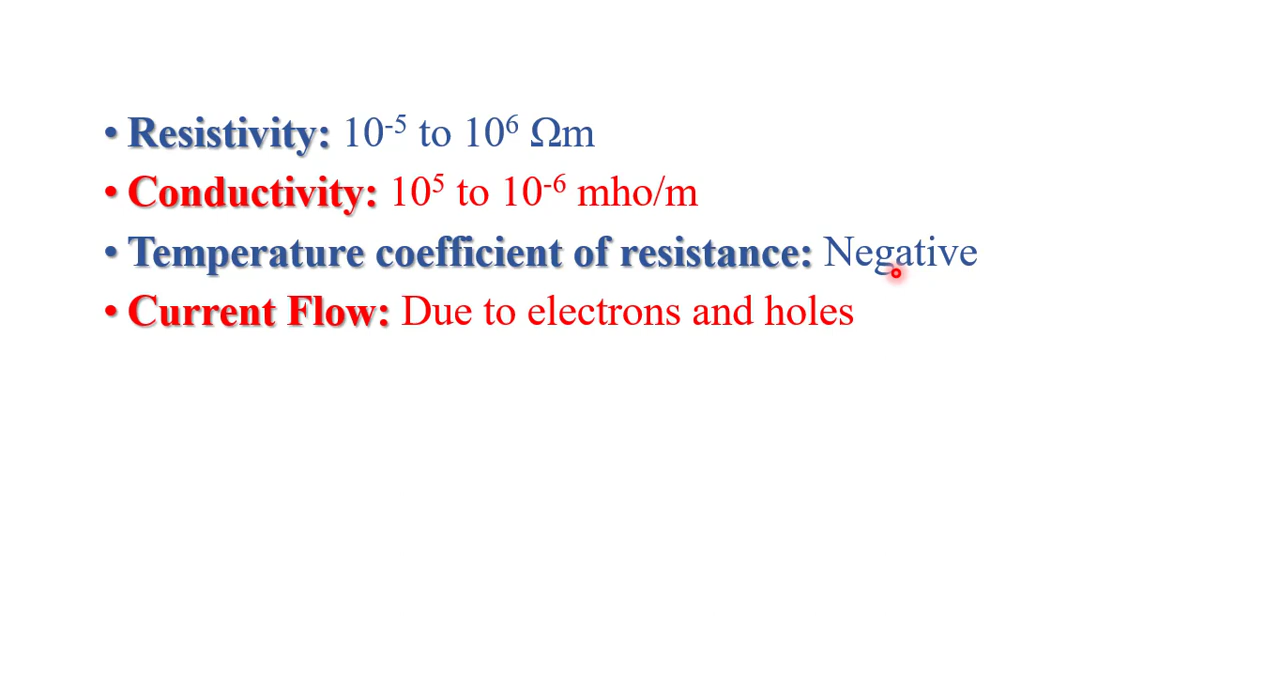 • Resistivity: 10⁻⁵ to 10⁶ Ωm
• Conductivity: 10⁵ to 10⁻⁶ mho/m
• Temperature coefficient of resistance: Negative
• Current Flow: Due to electrons and holes